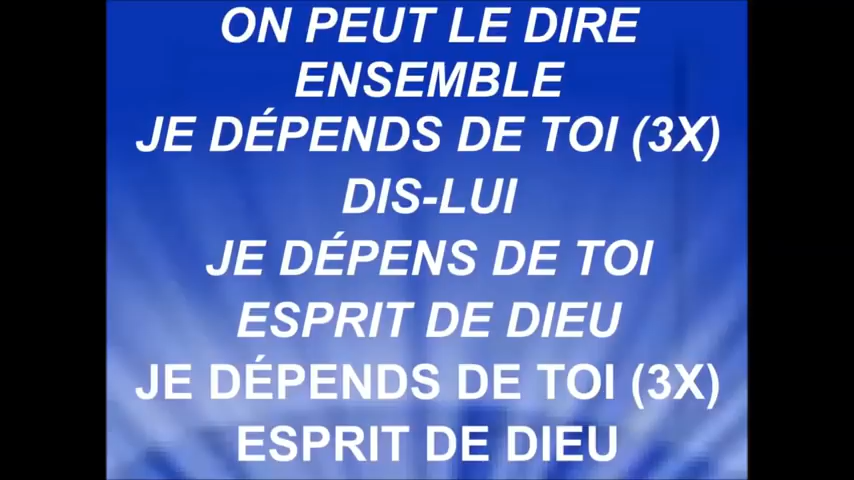 ON PEUT LE DIRE
ENSEMBLE
JE DÉPENDS DE TOI (3X)
DIS-LUI
JE DÉPENS DE TOI
ESPRIT DE DIEU
JE DÉPENDS DE TOI (3X)
ESPRIT DE DIEU